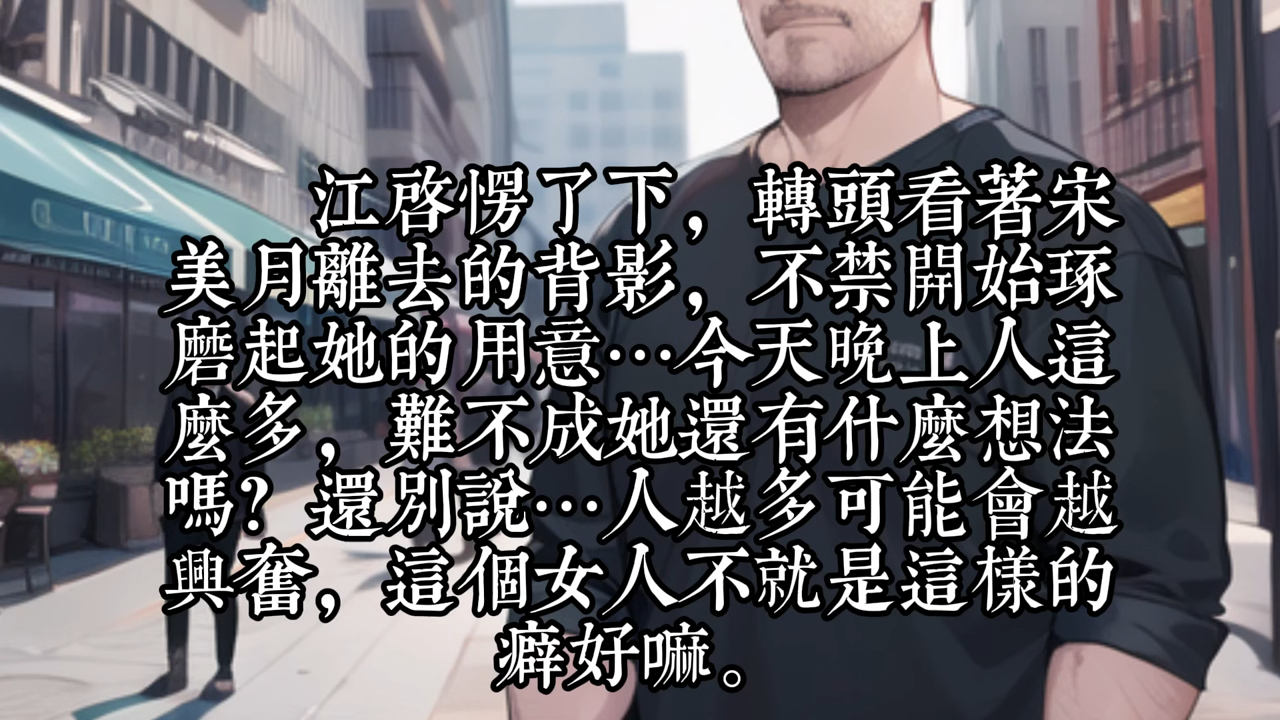 江啓愣了下，轉頭看著宋
美月離去的背影，不禁開始琢
磨起她的用意…今天晚上人這
麼多，難不成她還有什麼想法
嗎？還別說…人越多可能會越
興奮，這個女人不就是這樣的
癖好嘛。